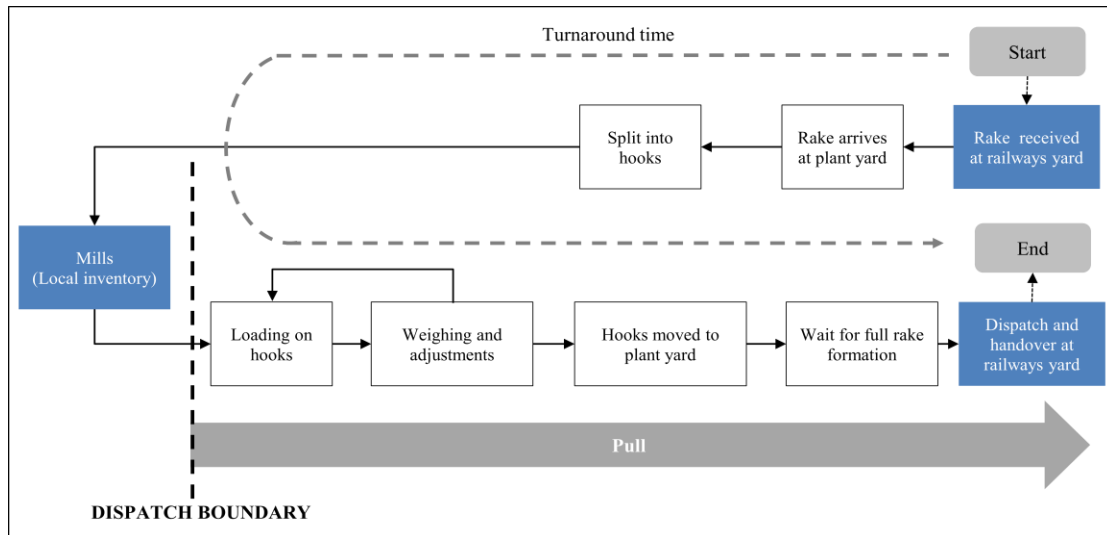 Turnaround time
Start
Split into
hooks
Rake arrives
at plant yard
Rake received
at railways yard
Mills
(Local inventory)
End
Loading on
hooks
Weighing and
adjustments
Hooks moved to
plant yard
Wait for full rake
formation
Dispatch and
handover at
railways yard
Pull
DISPATCH BOUNDARY